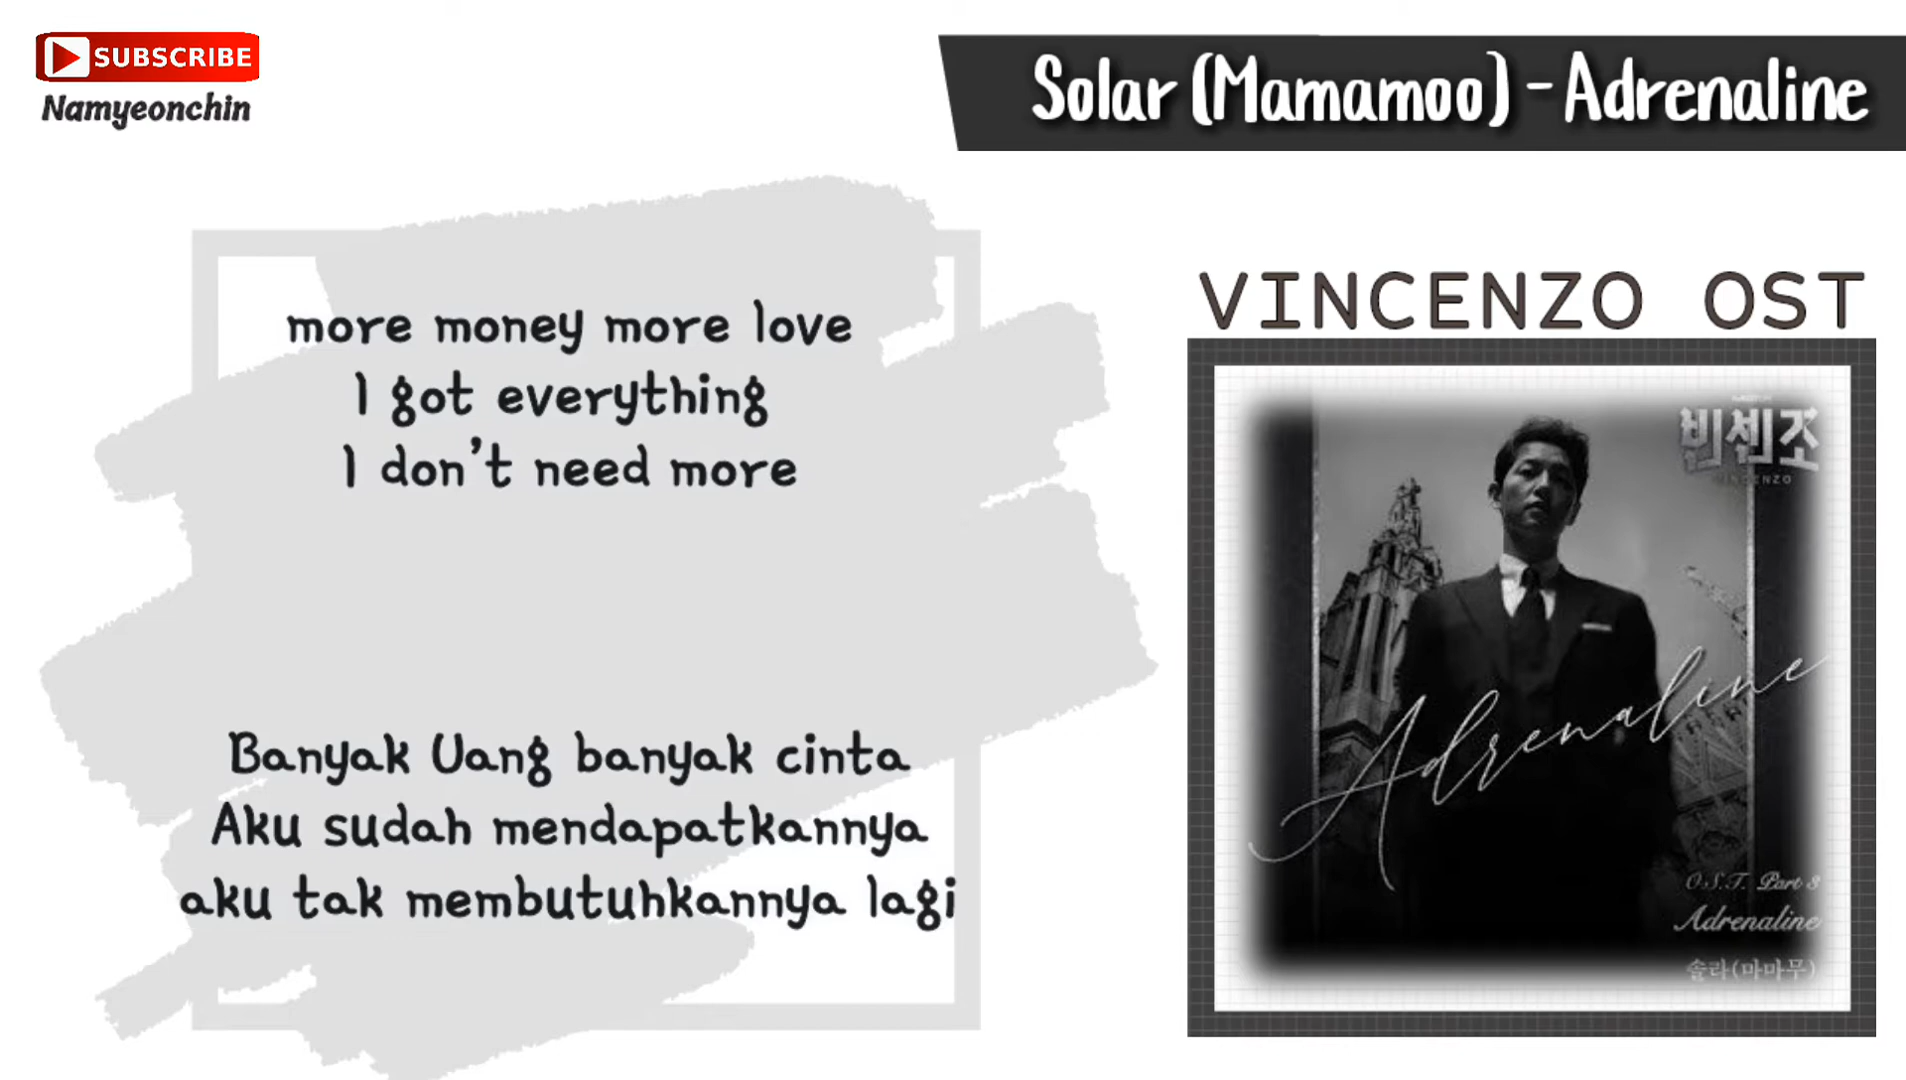 SUBSCRIBE
Namyeonchin
Solar (Mamamoo) - Adrenaline
more money more love
I got everything
I don't need more
Banyak Uang banyak cinta
Aku sudah mendapatkannya
aku tak membutuhkannya lagi
VINCENZO OST
빈센조
VINCENZO
Adrenaline
O.S.T. Part 3
Adrenaline
솔라(마마무)